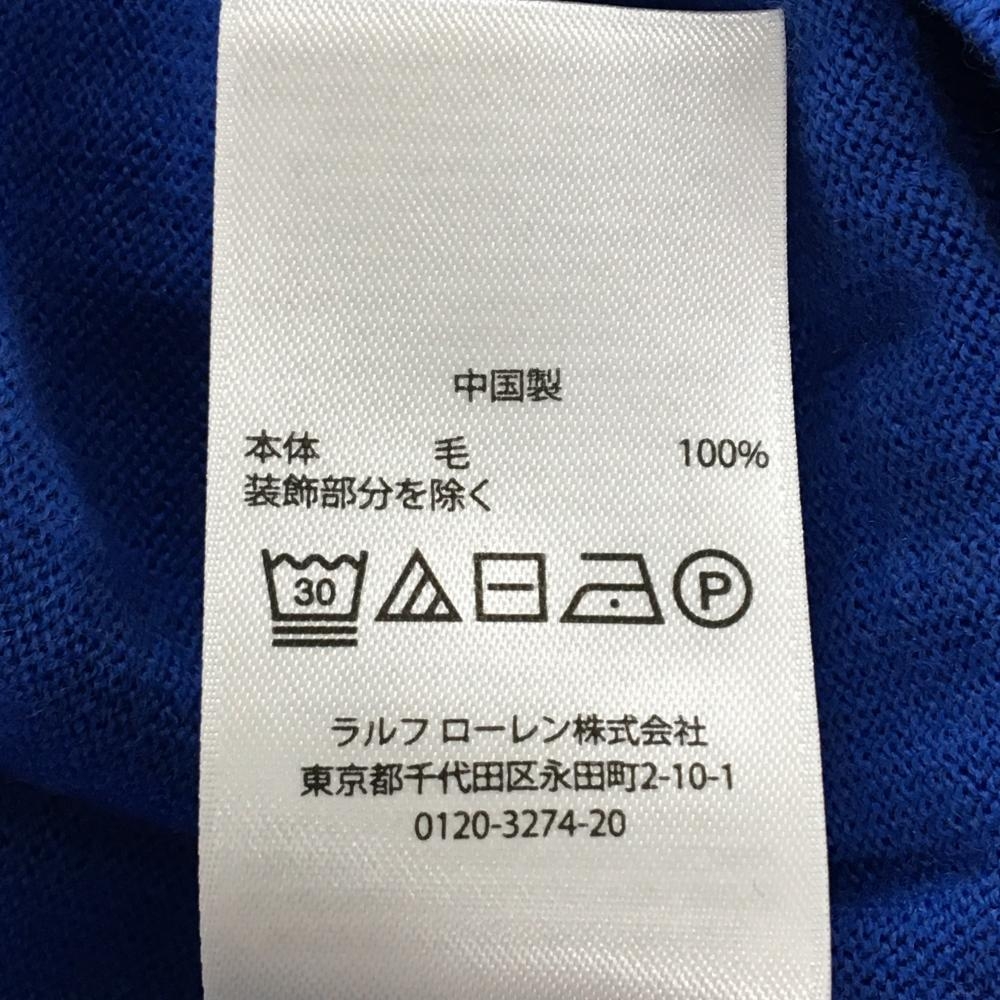 中国製
本体 毛 100%
装飾部分を除く
30 P
ラルフ ローレン株式会社
東京都千代田区永田町2-10-1
0120-3274-20